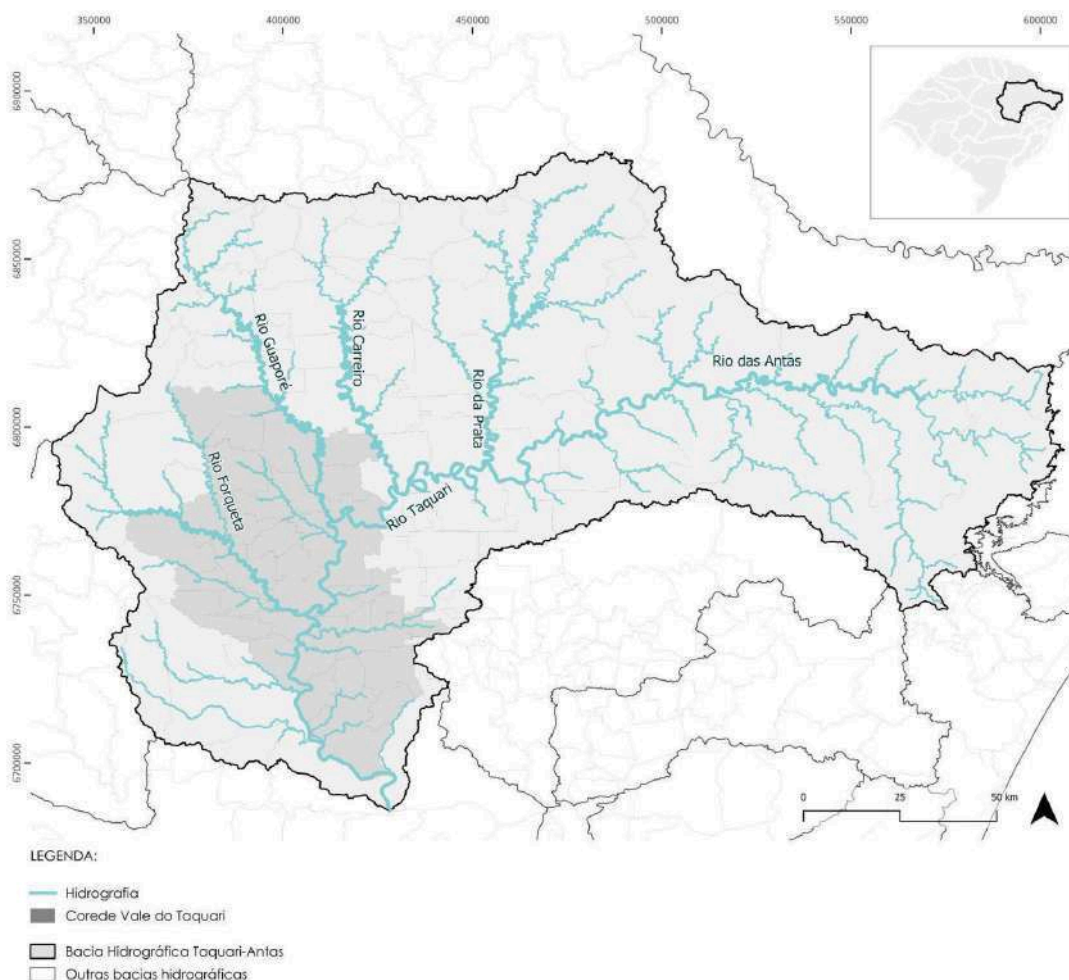 350000 400000 450000 500000 550000 600000
6900000
6850000
6800000
6750000
6700000
Rio Guaporé
Rio Carreiro
Rio da Prata
Rio das Antas
Rio Forqueta
Rio Taquari
0 25 50 km
LEGENDA:
Hidrografia
Corede Vale do Taquari
Bacia Hidrográfica Taquari-Antas
Outras bacias hidrográficas